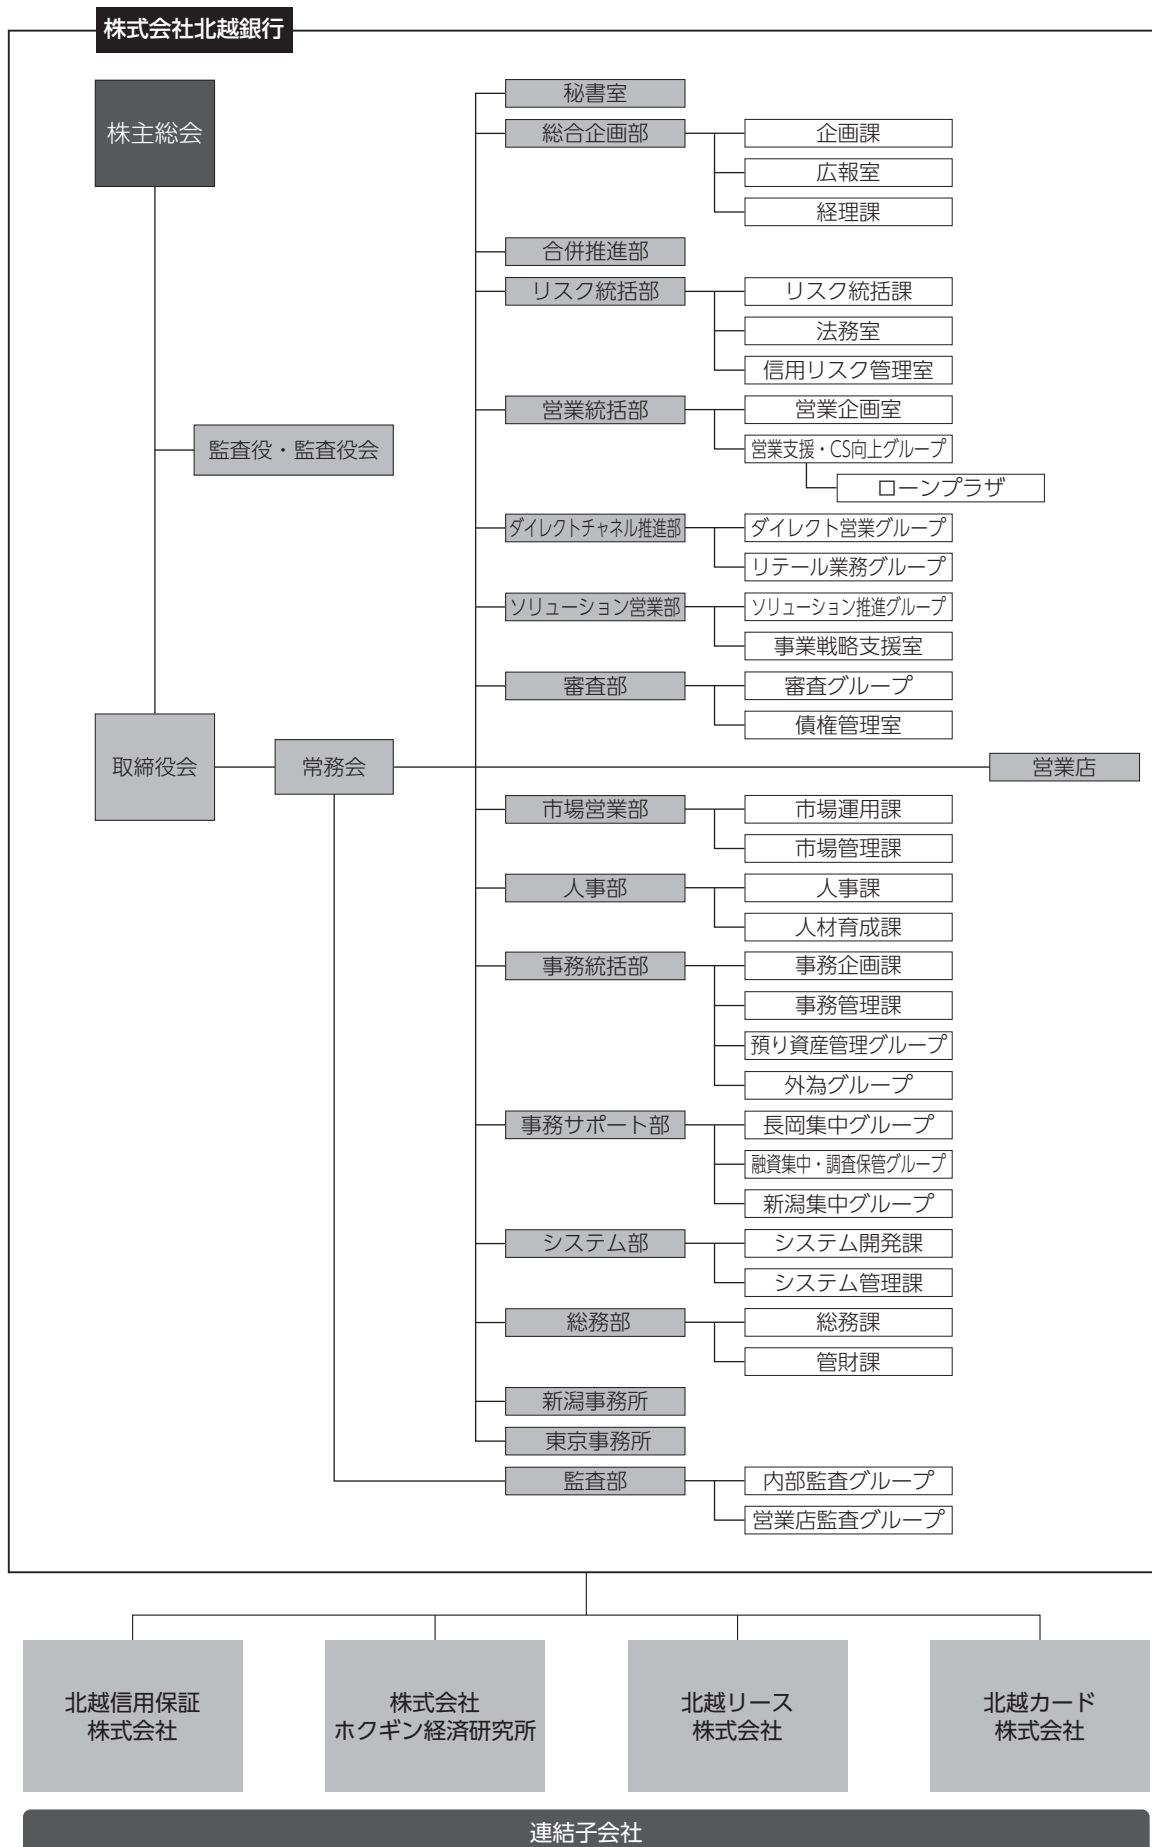 株式会社北越銀行
株主総会
監査役・監査役会
取締役会
常務会
秘書室
総合企画部
企画課
広報室
経理課
合併推進部
リスク統括部
リスク統括課
法務室
信用リスク管理室
営業統括部
営業企画室
営業支援・CS向上グループ
ローンプラザ
ダイレクトチャネル推進部
ダイレクト営業グループ
リテール業務グループ
ソリューション営業部
ソリューション推進グループ
事業戦略支援室
審査部
審査グループ
債権管理室
営業店
市場営業部
市場運用課
市場管理課
人事部
人事課
人材育成課
事務統括部
事務企画課
事務管理課
預り資産管理グループ
外為グループ
事務サポート部
長岡集中グループ
融資集中・調査保管グループ
新潟集中グループ
システム部
システム開発課
システム管理課
総務部
総務課
管財課
新潟事務所
東京事務所
監査部
内部監査グループ
営業店監査グループ
北越信用保証
株式会社
株式会社
ホクギン経済研究所
北越リース
株式会社
北越カード
株式会社
連結子会社